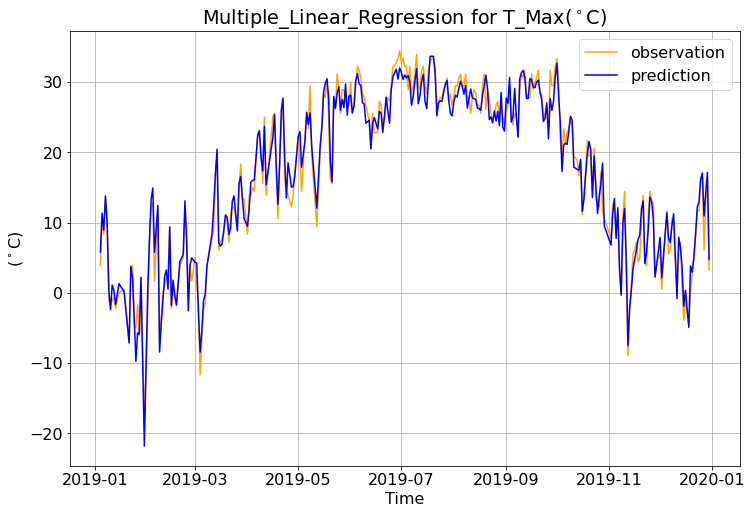 Multiple_Linear_Regression for T_Max(°C)
observation
prediction
30
20
10
0
−10
−20
(°C)
2019-01 2019-03 2019-05 2019-07 2019-09 2019-11 2020-01
Time